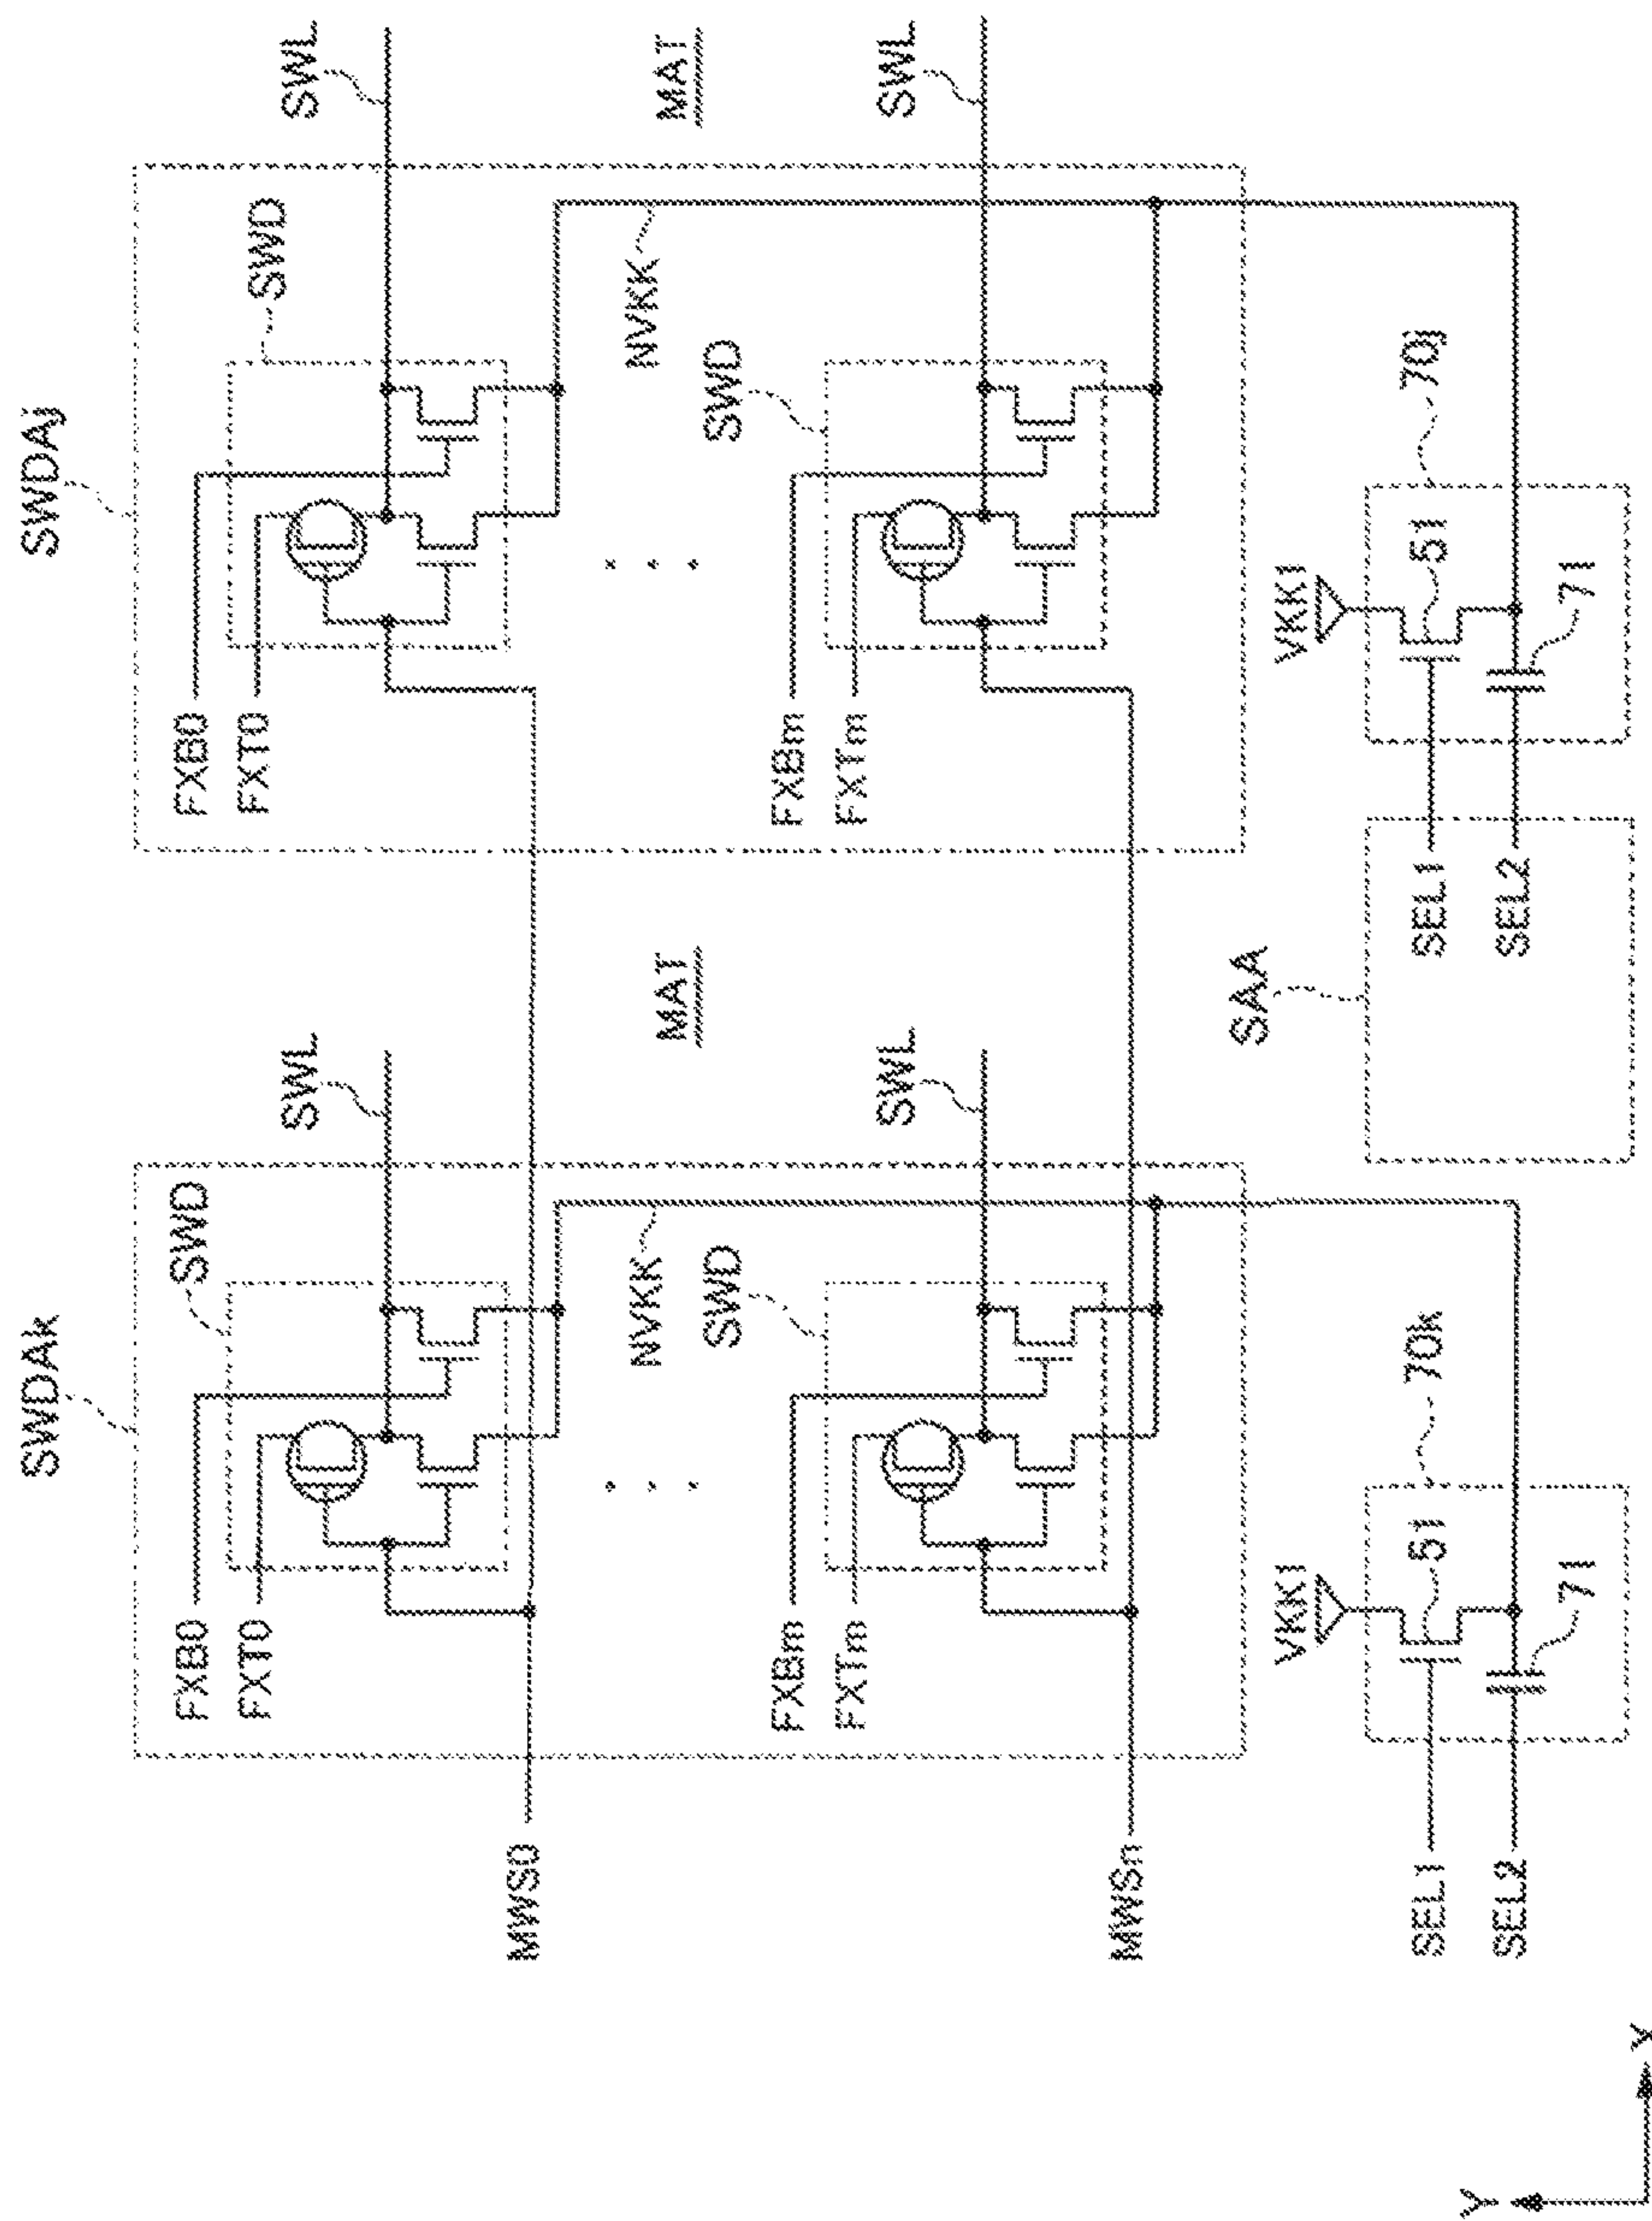 SWDAk
SWDAj
FXB0
SWD
FXB0
FXT0
FXT0
SWD
SWL
SWL
MWS0
NVKK
NVKK
MAT
MAT
SWD
SWD
FXBm
FXBm
FXTm
FXTm
SWL
SWL
MWSn
SAA
VKK1
VKK1
SEL1
51
70k
SEL1
51
70j
SEL2
SEL2
71
71
Y